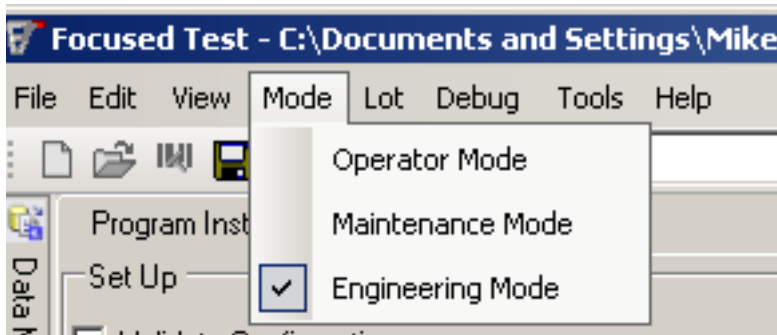 Focused Test - C:\Documents and Settings\Mike
File Edit View Mode Lot Debug Tools Help
Operator Mode
Program Inst
Maintenance Mode
Set Up
Engineering Mode
Data